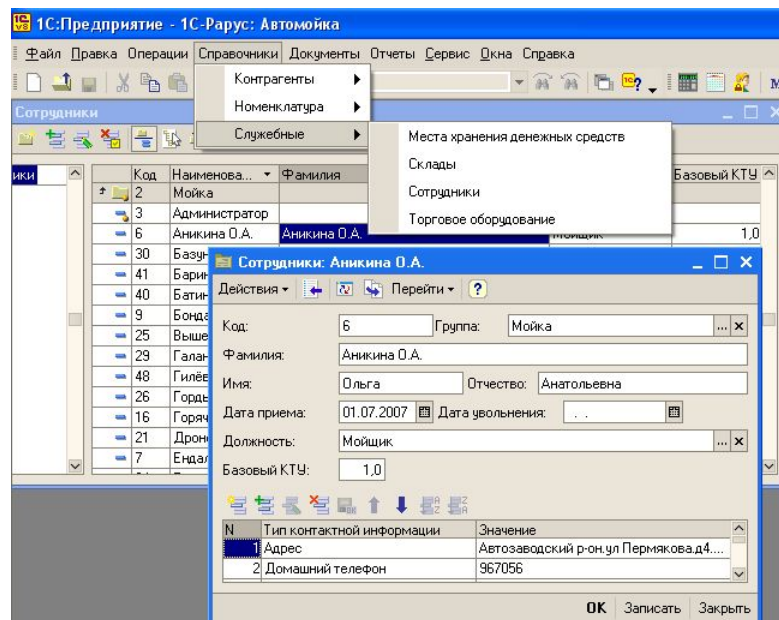 1С:Предприятие - 1С-Рарус: Автомойка
Файл Правка Операции Справочники Документы Отчеты Сервис Окна Справка
Контрагенты
Номенклатура
Служебные
Места хранения денежных средств
Склады
Сотрудники
Торговое оборудование
Сотрудники
Код Наименова... Фамилия Базовый КТУ
2 Мойка
3 Администратор
6 Аникина О.А. Аникина О.А. Мойщик 1,0
30
41
40
9
25
29
48
26
16
21
7
Сотрудники: Аникина О.А.
Действия Перейти
Код: 6 Группа: Мойка
Фамилия: Аникина О.А.
Имя: Ольга Отчество: Анатольевна
Дата приема: 01.07.2007 Дата увольнения: . .
Должность: Мойщик
Базовый КТУ: 1,0
N Тип контактной информации Значение
1 Адрес Автозаводский р-он.ул Пермякова.д4....
2 Домашний телефон 967056
OK Записать Закрыть